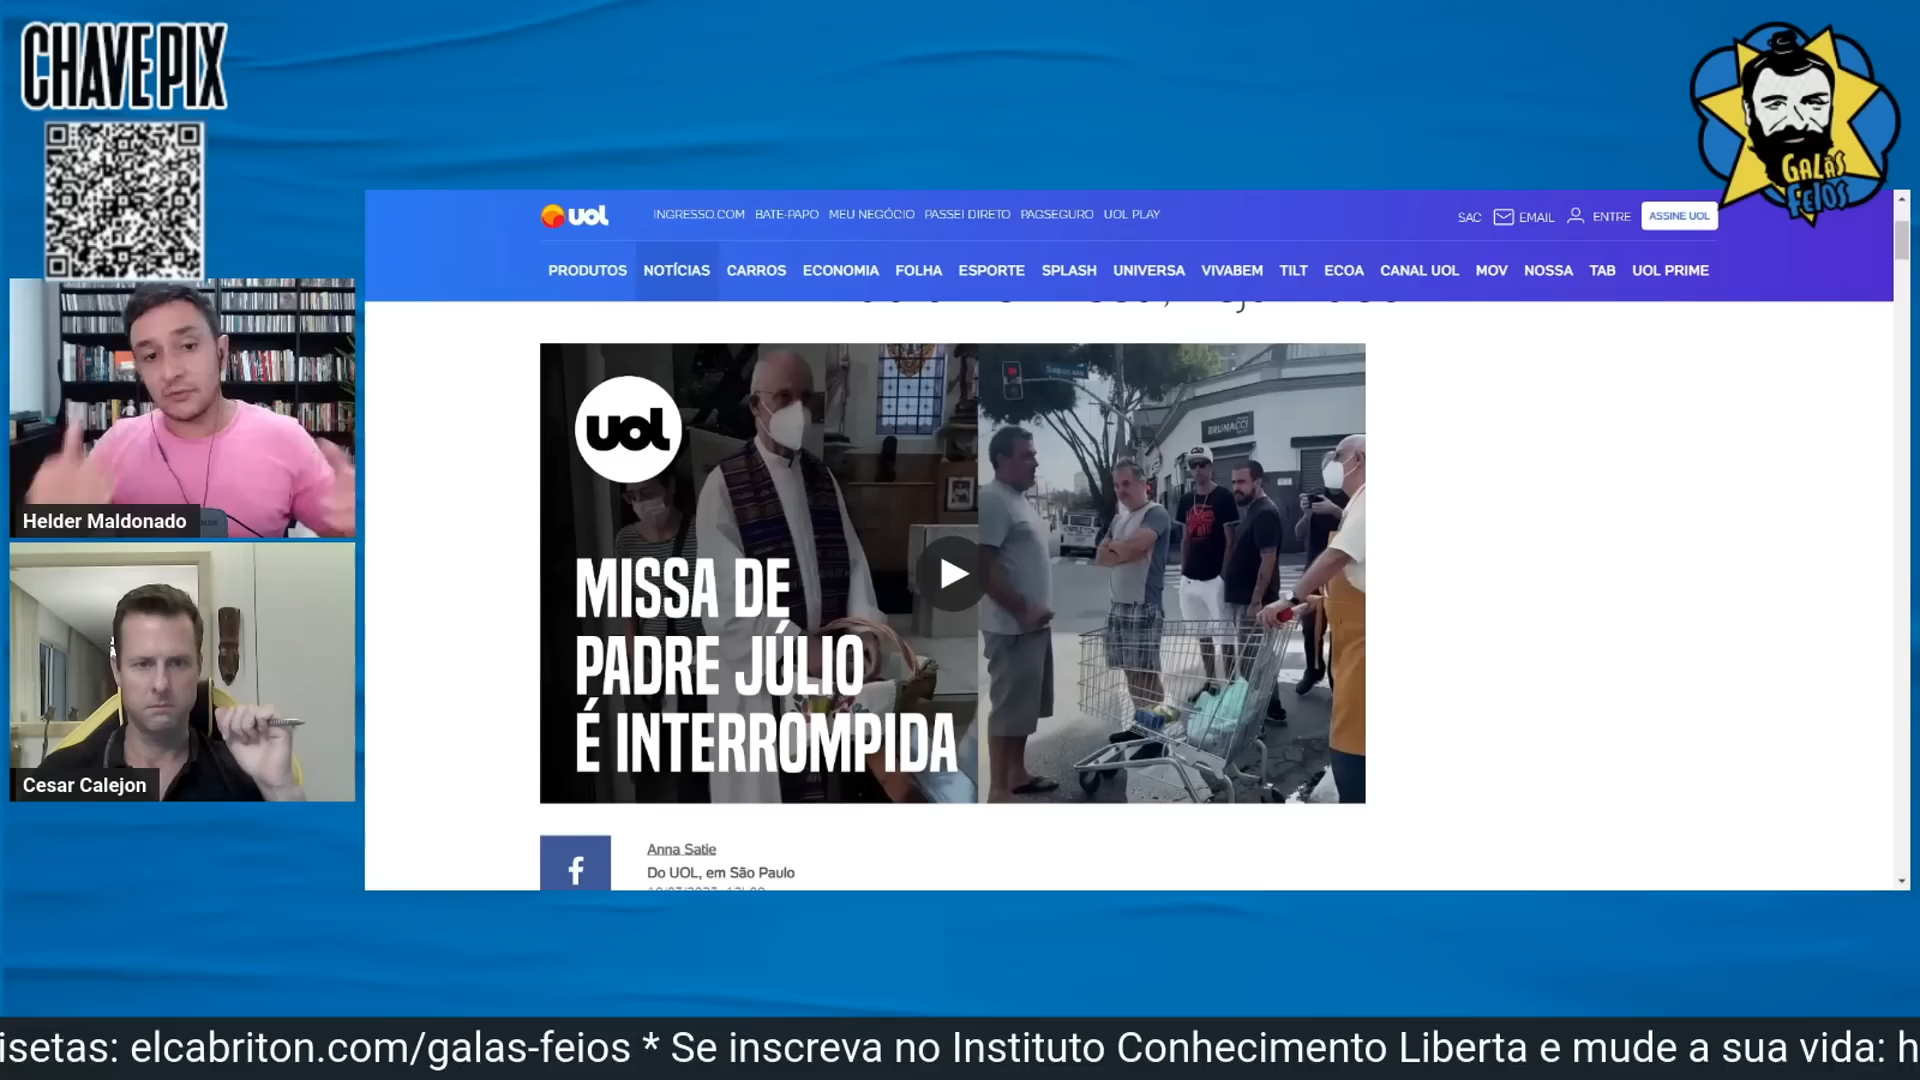 CHAVE PIX
GALÃS
FEIOS
uol
INGRESSO.COM BATE-PAPO MEU NEGÓCIO PASSEI DIRETO PAGSEGURO UOL PLAY
SAC EMAIL ENTRE ASSINE UOL
PRODUTOS NOTÍCIAS CARROS ECONOMIA FOLHA ESPORTE SPLASH UNIVERSA VIVABEM TILT ECOA CANAL UOL MOV NOSSA TAB UOL PRIME
uol
BRUNACCI
MISSA DE
PADRE JÚLIO
É INTERROMPIDA
Helder Maldonado
Cesar Calejon
f
Anna Satie
Do UOL, em São Paulo
isetas: elcabriton.com/galas-feios * Se inscreva no Instituto Conhecimento Liberta e mude a sua vida: h